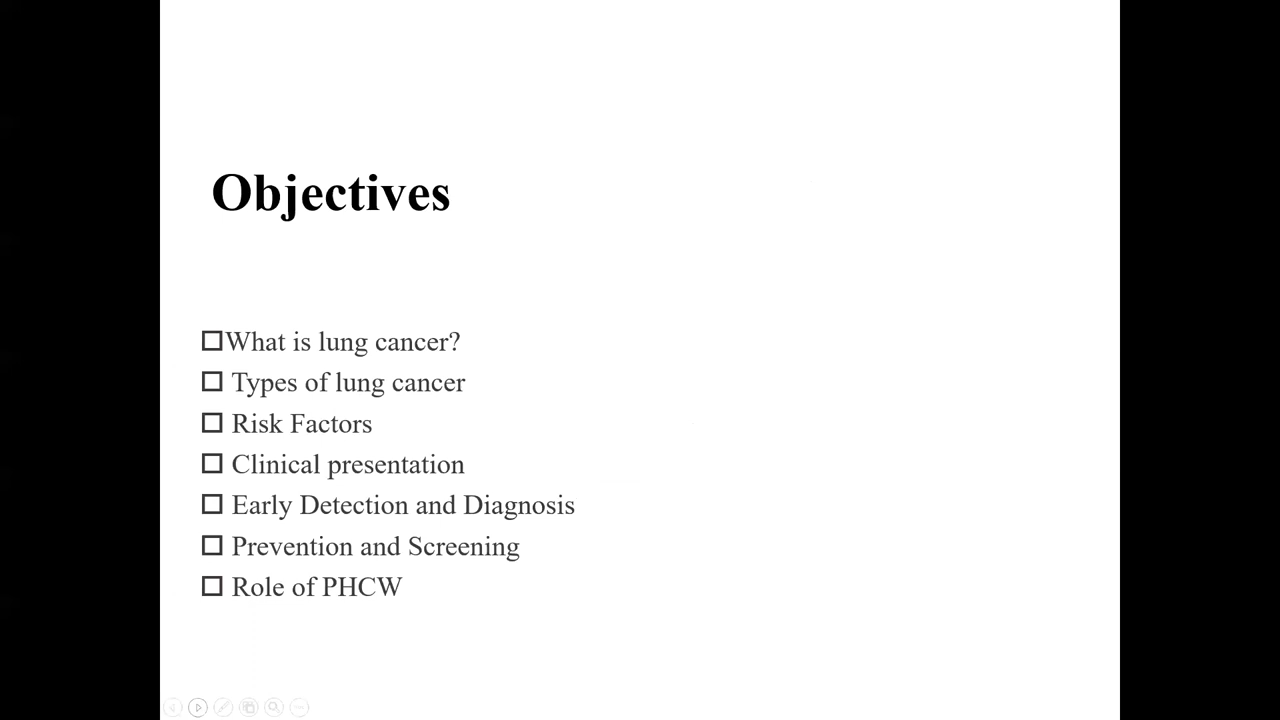 Objectives
What is lung cancer?
Types of lung cancer
Risk Factors
Clinical presentation
Early Detection and Diagnosis
Prevention and Screening
Role of PHCW